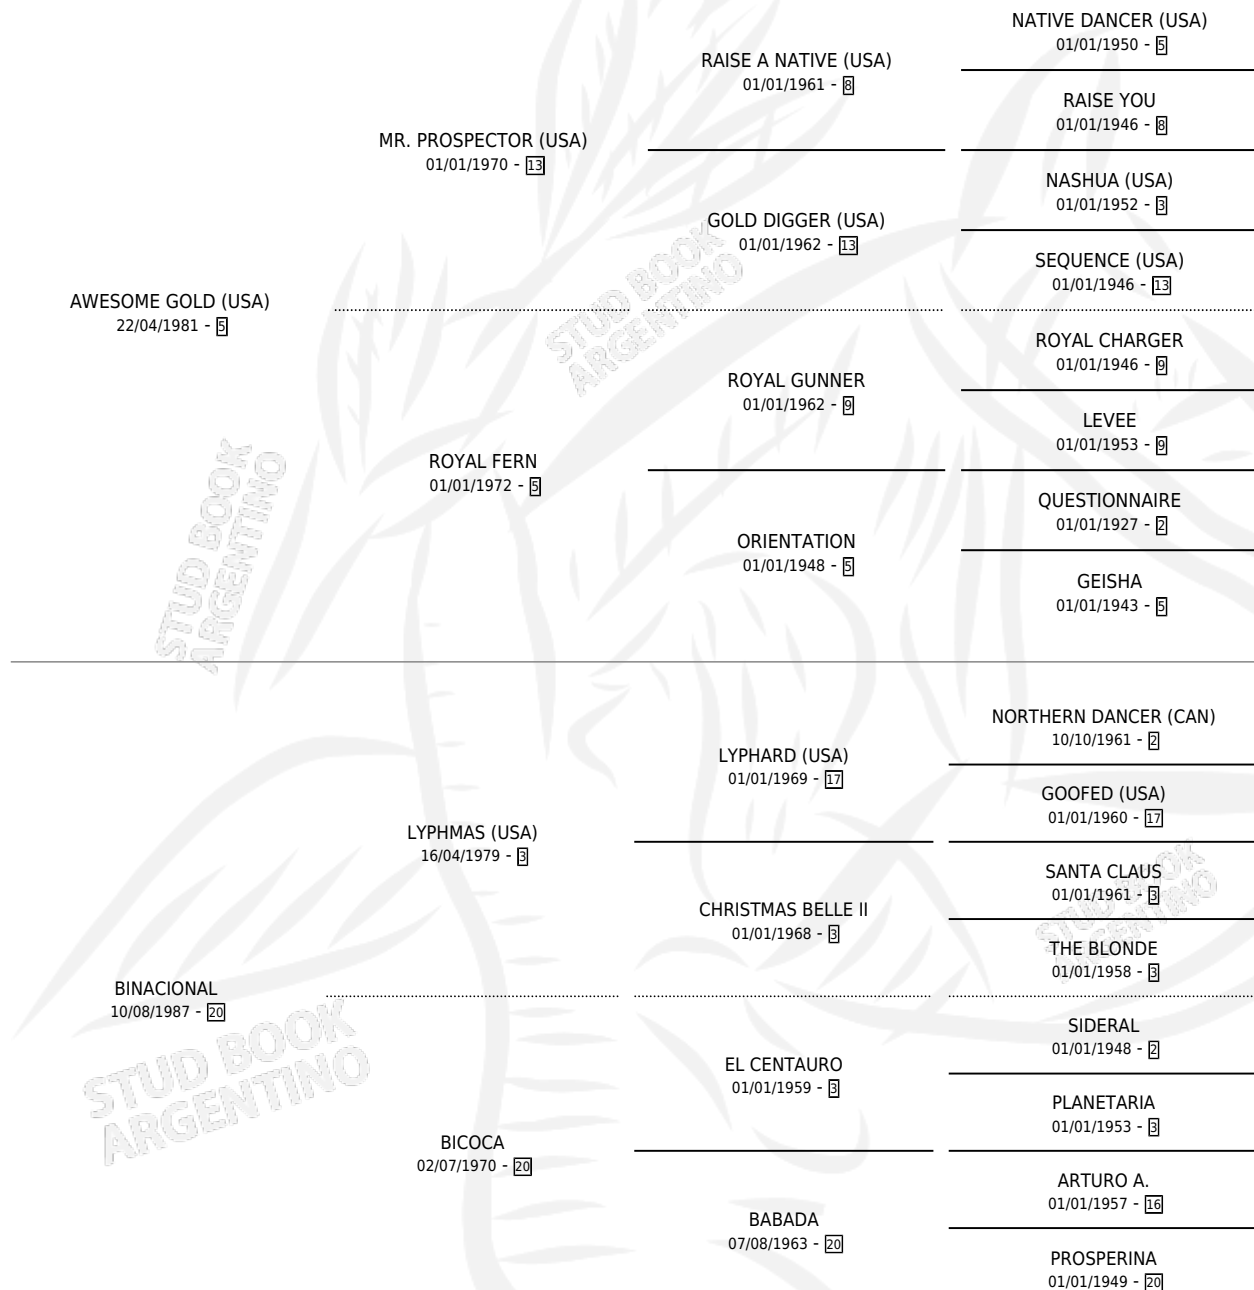 NATIVE DANCER (USA)
01/01/1950 - 5
RAISE A NATIVE (USA)
01/01/1961 - 8
RAISE YOU
01/01/1946 - 8
MR. PROSPECTOR (USA)
01/01/1970 - 13
NASHUA (USA)
01/01/1952 - 3
GOLD DIGGER (USA)
01/01/1962 - 13
SEQUENCE (USA)
01/01/1946 - 13
AWESOME GOLD (USA)
22/04/1981 - 5
STUD BOOK
ARGENTINO
ROYAL CHARGER
01/01/1946 - 9
ROYAL GUNNER
01/01/1962 - 9
LEVEE
01/01/1953 - 9
ROYAL FERN
01/01/1972 - 5
QUESTIONNAIRE
01/01/1927 - 2
ORIENTATION
01/01/1948 - 5
GEISHA
01/01/1943 - 5
STUD BOOK
ARGENTINO
NORTHERN DANCER (CAN)
10/10/1961 - 2
LYPHARD (USA)
01/01/1969 - 17
GOOFED (USA)
01/01/1960 - 17
LYPHMAS (USA)
16/04/1979 - 3
SANTA CLAUS
01/01/1961 - 3
CHRISTMAS BELLE II
01/01/1968 - 3
THE BLONDE
01/01/1958 - 3
STUD BOOK
ARGENTINO
BINACIONAL
10/08/1987 - 20
SIDERAL
01/01/1948 - 2
EL CENTAURO
01/01/1959 - 3
PLANETARIA
01/01/1953 - 3
STUD BOOK
ARGENTINO
BICOCA
02/07/1970 - 20
ARTURO A.
01/01/1957 - 16
BABADA
07/08/1963 - 20
PROSPERINA
01/01/1949 - 20